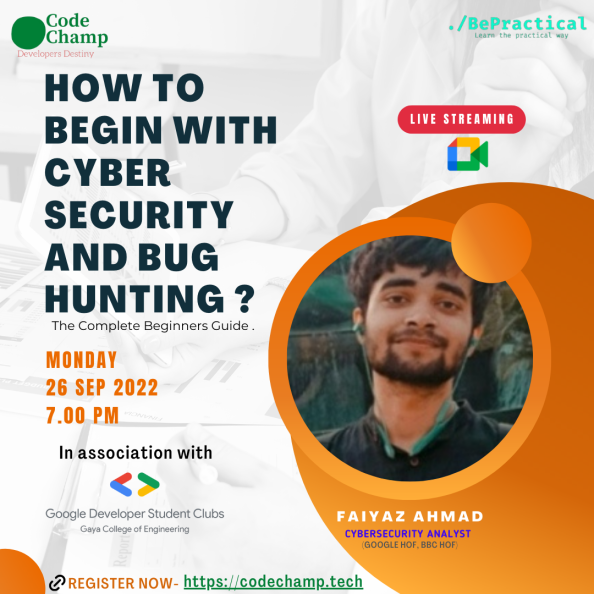 Code
Champ
Developers Destiny
./BePractical
Learn the practical way
HOW TO
BEGIN WITH
CYBER
SECURITY
AND BUG
HUNTING ?
The Complete Beginners Guide .
LIVE STREAMING
MONDAY
26 SEP 2022
7.00 PM
In association with
Google Developer Student Clubs
Gaya College of Engineering
FAIYAZ AHMAD
CYBERSECURITY ANALYST
(GOOGLE HOF, BBC HOF)
REGISTER NOW- https://codechamp.tech